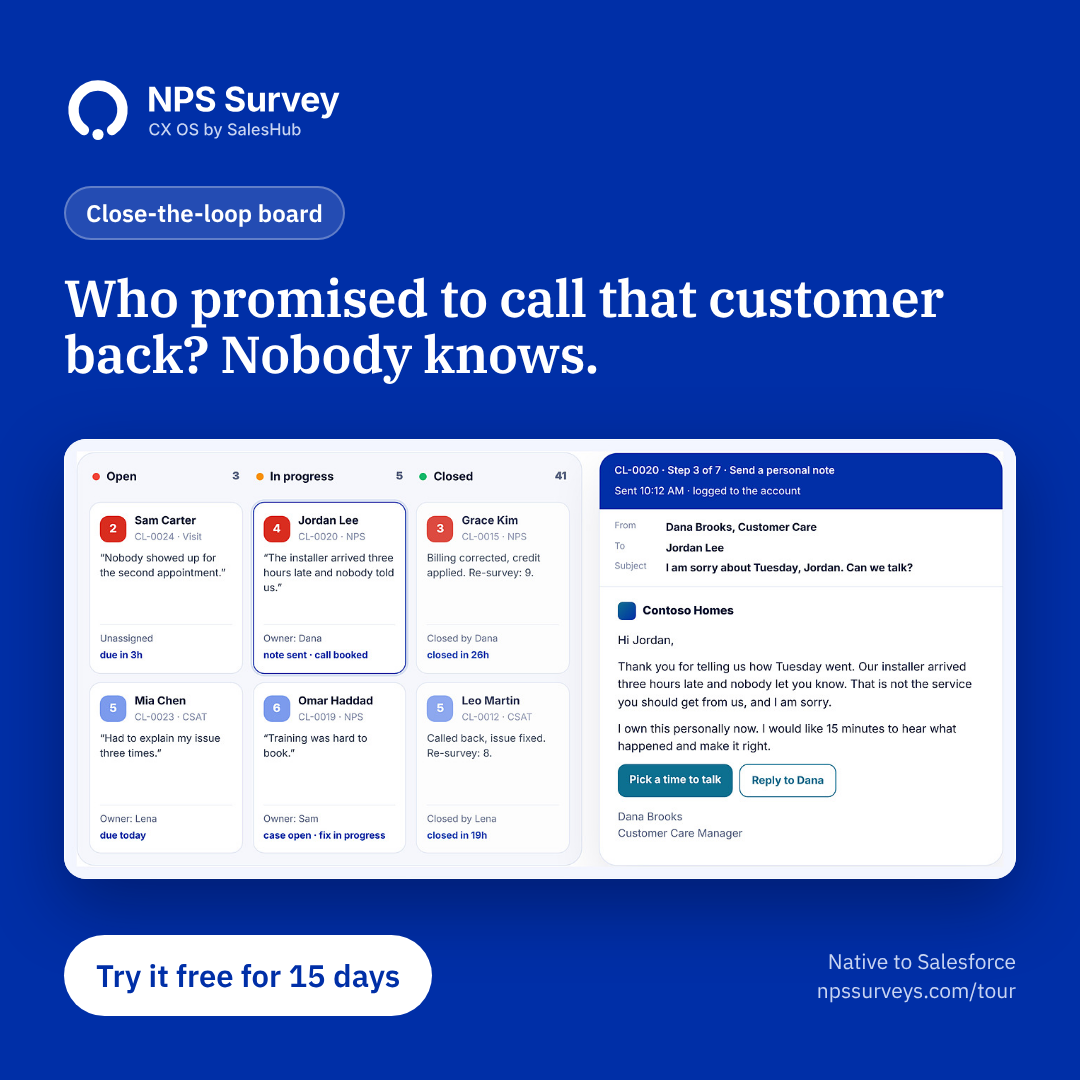 NPS Survey
CX OS by SalesHub
Close-the-loop board
Who promised to call that customer
back? Nobody knows.
Open 3
2
Sam Carter
CL-0024 · Visit
“Nobody showed up for
the second appointment.”
Unassigned
due in 3h
5
Mia Chen
CL-0023 · CSAT
“Had to explain my issue
three times.”
Owner: Lena
due today
In progress 5
4
Jordan Lee
CL-0020 · NPS
“The installer arrived three
hours late and nobody told
us.”
Owner: Dana
note sent · call booked
6
Omar Haddad
CL-0019 · NPS
“Training was hard to
book.”
Owner: Sam
case open · fix in progress
Closed 41
3
Grace Kim
CL-0015 · NPS
Billing corrected, credit
applied. Re-survey: 9.
Closed by Dana
closed in 26h
5
Leo Martin
CL-0012 · CSAT
Called back, issue fixed.
Re-survey: 8.
Closed by Lena
closed in 19h
CL-0020 · Step 3 of 7 · Send a personal note
Sent 10:12 AM · logged to the account
From Dana Brooks, Customer Care
To Jordan Lee
Subject I am sorry about Tuesday, Jordan. Can we talk?
Contoso Homes
Hi Jordan,
Thank you for telling us how Tuesday went. Our installer arrived
three hours late and nobody let you know. That is not the service
you should get from us, and I am sorry.
I own this personally now. I would like 15 minutes to hear what
happened and make it right.
Pick a time to talk
Reply to Dana
Dana Brooks
Customer Care Manager
Try it free for 15 days
Native to Salesforce
npssurveys.com/tour